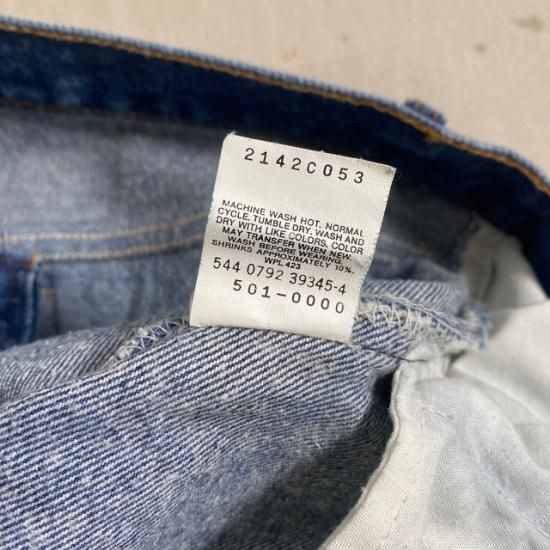 2142C053
MACHINE WASH HOT. NORMAL
CYCLE. TUMBLE DRY. WASH AND
DRY WITH LIKE COLORS. COLOR
MAY TRANSFER WHEN NEW.
WASH BEFORE WEARING.
SHRINKS APPROXIMATELY 10%.
WPL 423
544 0792 39345-4
501-0000